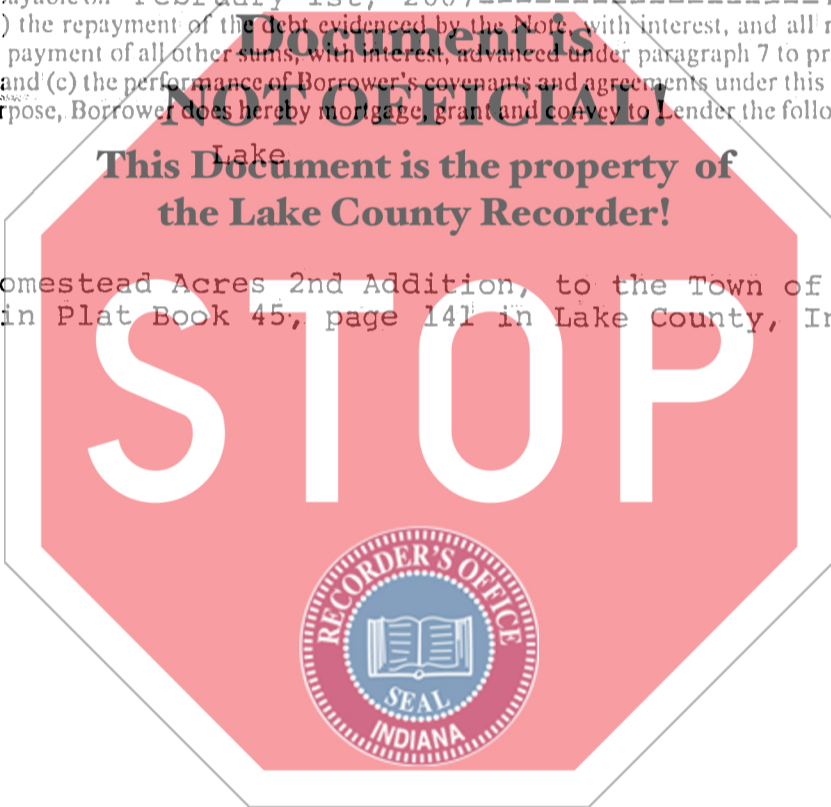 February 1st, 2007
) the repayment of the debt evidenced by the Note, with interest, and all
payment of all other sums, with interest, advanced under paragraph 7 to
and (c) the performance of Borrower's covenants and agreements under this
rpose, Borrower does hereby mortgage, grant and convey to Lender the
Document is
NOT OFFICIAL!
Lake
This Document is the property of
the Lake County Recorder!
omestead Acres 2nd Addition, to the Town of
in Plat Book 45, page 141 in Lake County,
STOP
RECORDER'S OFFICE
SEAL
INDIANA